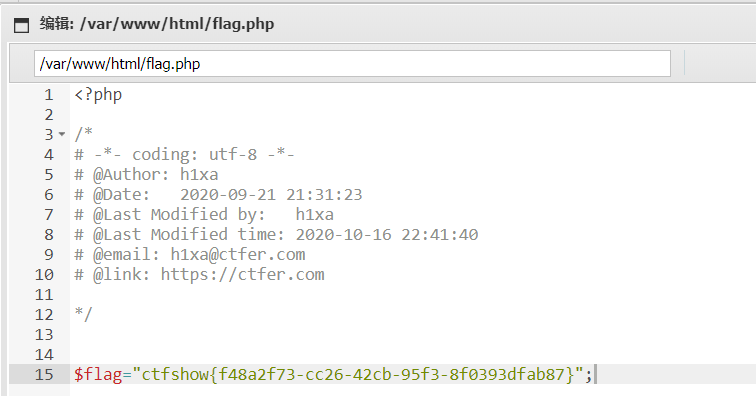 编辑: /var/www/html/flag.php
/var/www/html/flag.php
1 <?php
2
3 /*
4 # -*- coding: utf-8 -*-
5 # @Author: h1xa
6 # @Date:   2020-09-21 21:31:23
7 # @Last Modified by:   h1xa
8 # @Last Modified time: 2020-10-16 22:41:40
9 # @email: h1xa@ctfer.com
10 # @link: https://ctfer.com
11
12 */
13
14
15 $flag="ctfshow{f48a2f73-cc26-42cb-95f3-8f0393dfab87}";